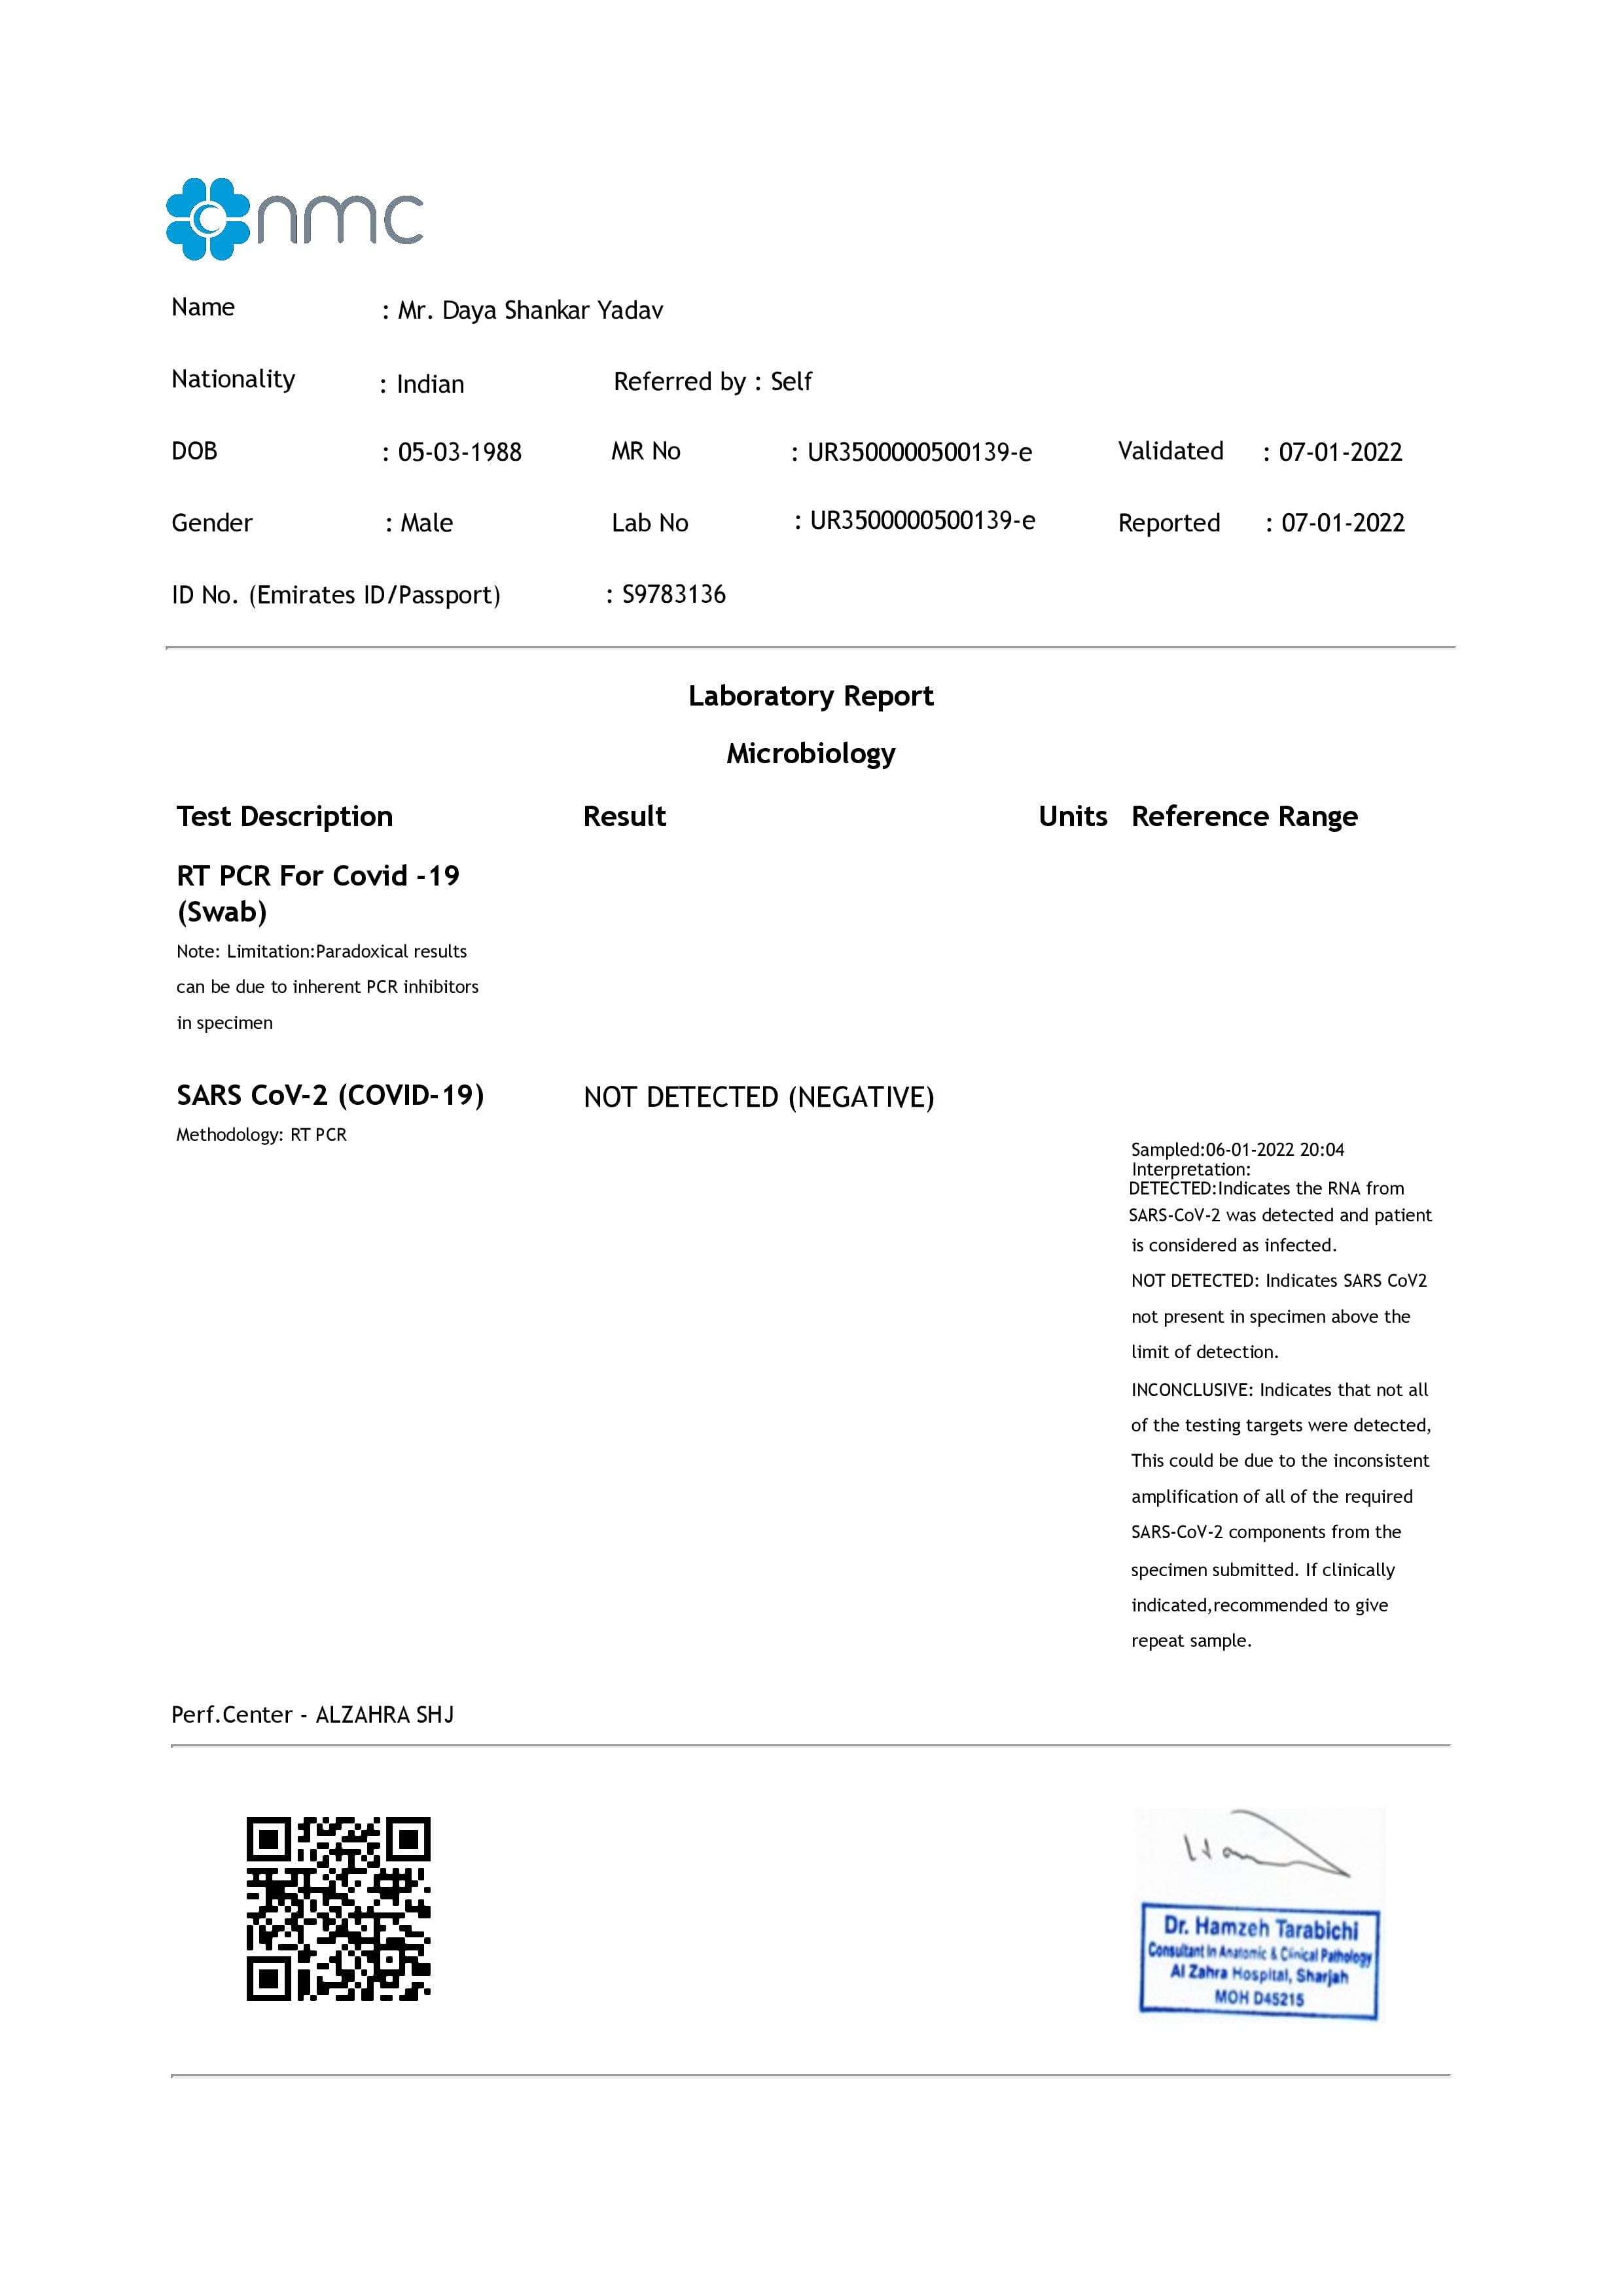 nmc
Name : Mr. Daya Shankar Yadav
Nationality : Indian Referred by : Self
DOB : 05-03-1988 MR No : UR3500000500139-e Validated : 07-01-2022
Gender : Male Lab No : UR3500000500139-e Reported : 07-01-2022
ID No. (Emirates ID/Passport) : S9783136
Laboratory Report
Microbiology
Test Description Result Units Reference Range
RT PCR For Covid -19
(Swab)
Note: Limitation:Paradoxical results
can be due to inherent PCR inhibitors
in specimen
SARS CoV-2 (COVID-19) NOT DETECTED (NEGATIVE)
Methodology: RT PCR
Sampled:06-01-2022 20:04
Interpretation:
DETECTED:Indicates the RNA from
SARS-CoV-2 was detected and patient
is considered as infected.
NOT DETECTED: Indicates SARS CoV2
not present in specimen above the
limit of detection.
INCONCLUSIVE: Indicates that not all
of the testing targets were detected,
This could be due to the inconsistent
amplification of all of the required
SARS-CoV-2 components from the
specimen submitted. If clinically
indicated,recommended to give
repeat sample.
Perf.Center - ALZAHRA SHJ
Dr. Hamzeh Tarabichi
Consultant In Anatomic & Clinical Pathology
Al Zahra Hospital, Sharjah
MOH D45215